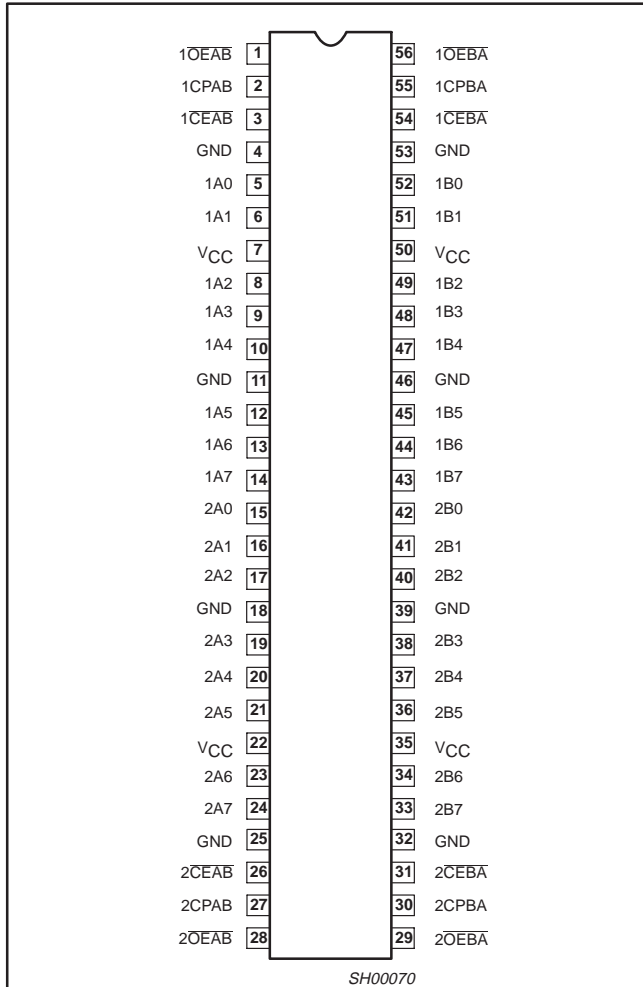 1OEAB 1 56 1OEBA
1CPAB 2 55 1CPBA
1CEAB 3 54 1CEBA
GND 4 53 GND
1A0 5 52 1B0
1A1 6 51 1B1
VCC 7 50 VCC
1A2 8 49 1B2
1A3 9 48 1B3
1A4 10 47 1B4
GND 11 46 GND
1A5 12 45 1B5
1A6 13 44 1B6
1A7 14 43 1B7
2A0 15 42 2B0
2A1 16 41 2B1
2A2 17 40 2B2
GND 18 39 GND
2A3 19 38 2B3
2A4 20 37 2B4
2A5 21 36 2B5
VCC 22 35 VCC
2A6 23 34 2B6
2A7 24 33 2B7
GND 25 32 GND
2CEAB 26 31 2CEBA
2CPAB 27 30 2CPBA
2OEAB 28 29 2OEBA
SH00070